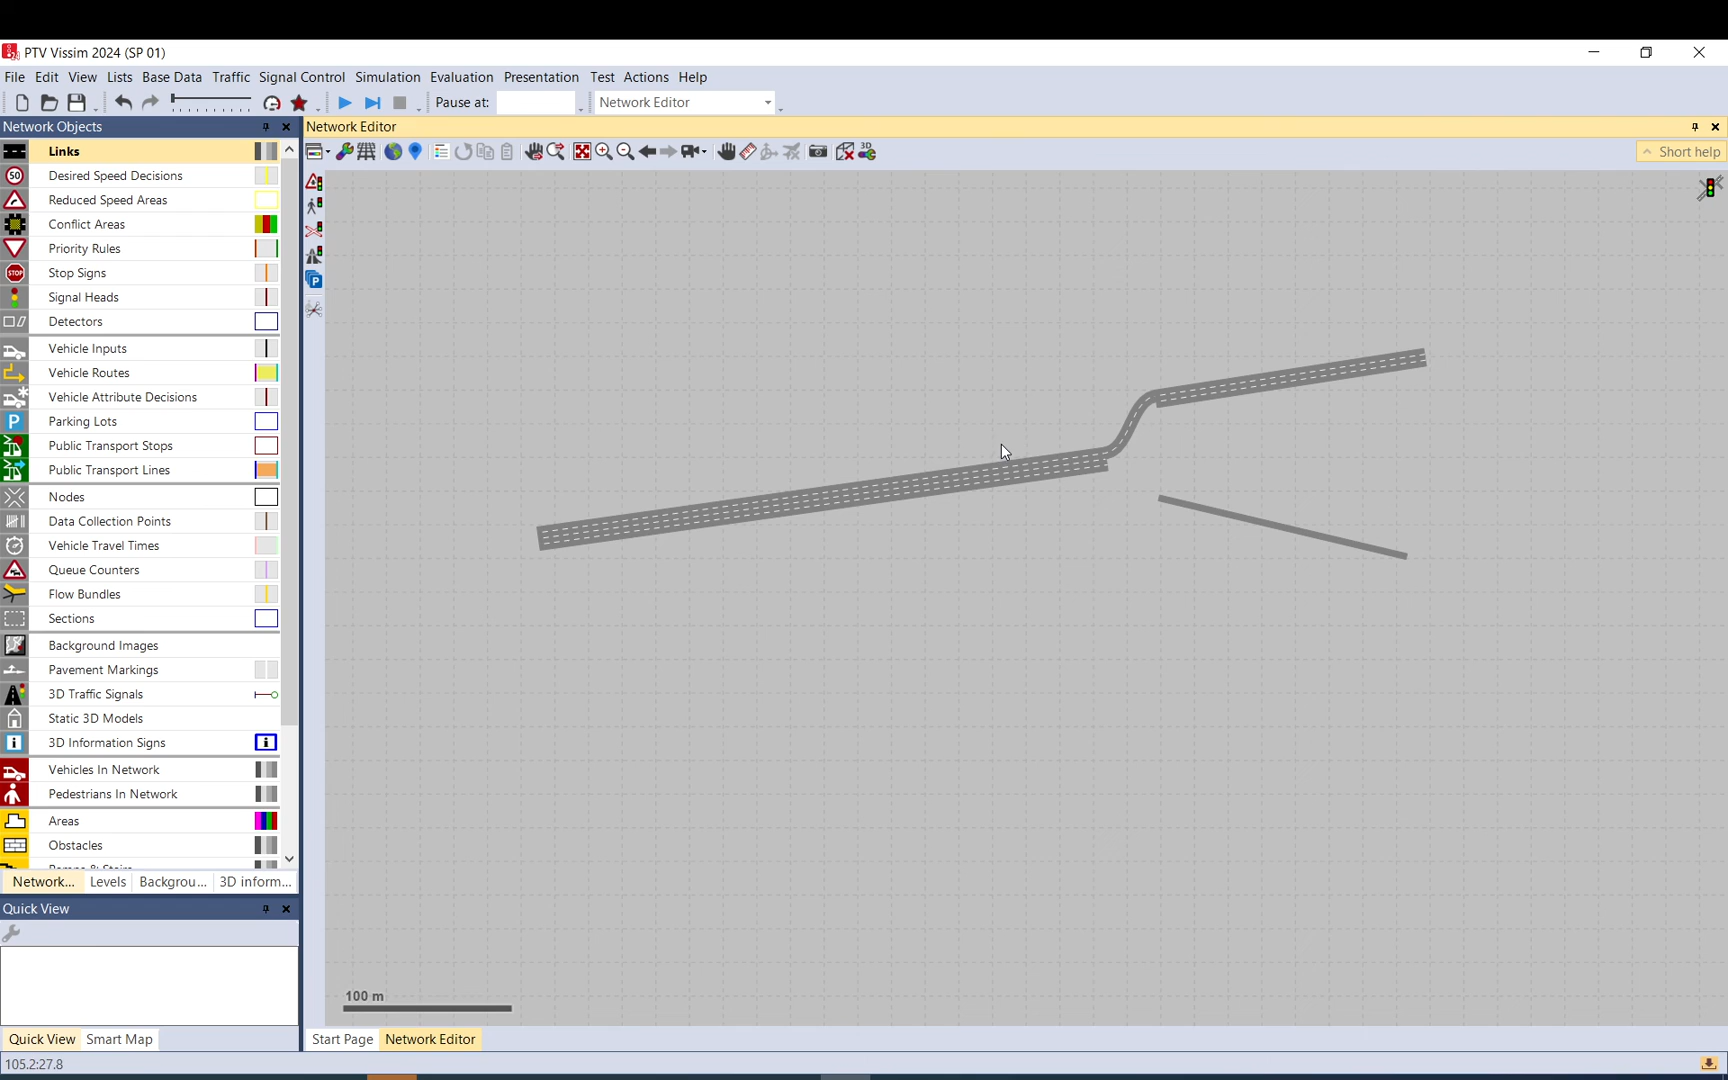 PTV Vissim 2024 (SP 01)
File Edit View Lists Base Data Traffic Signal Control Simulation Evaluation Presentation Test Actions Help
Pause at: Network Editor
Network Objects
Network Editor
Links
Short help
50 Desired Speed Decisions
Reduced Speed Areas
Conflict Areas
Priority Rules
STOP Stop Signs
Signal Heads
Detectors
Vehicle Inputs
Vehicle Routes
Vehicle Attribute Decisions
P Parking Lots
Public Transport Stops
Public Transport Lines
Nodes
Data Collection Points
Vehicle Travel Times
Queue Counters
Flow Bundles
Sections
Background Images
Pavement Markings
3D Traffic Signals
Static 3D Models
3D Information Signs
Vehicles In Network
Pedestrians In Network
Areas
Obstacles
Network... Levels Backgrou... 3D inform...
Quick View
100 m
Quick View Smart Map
Start Page Network Editor
105.2:27.8